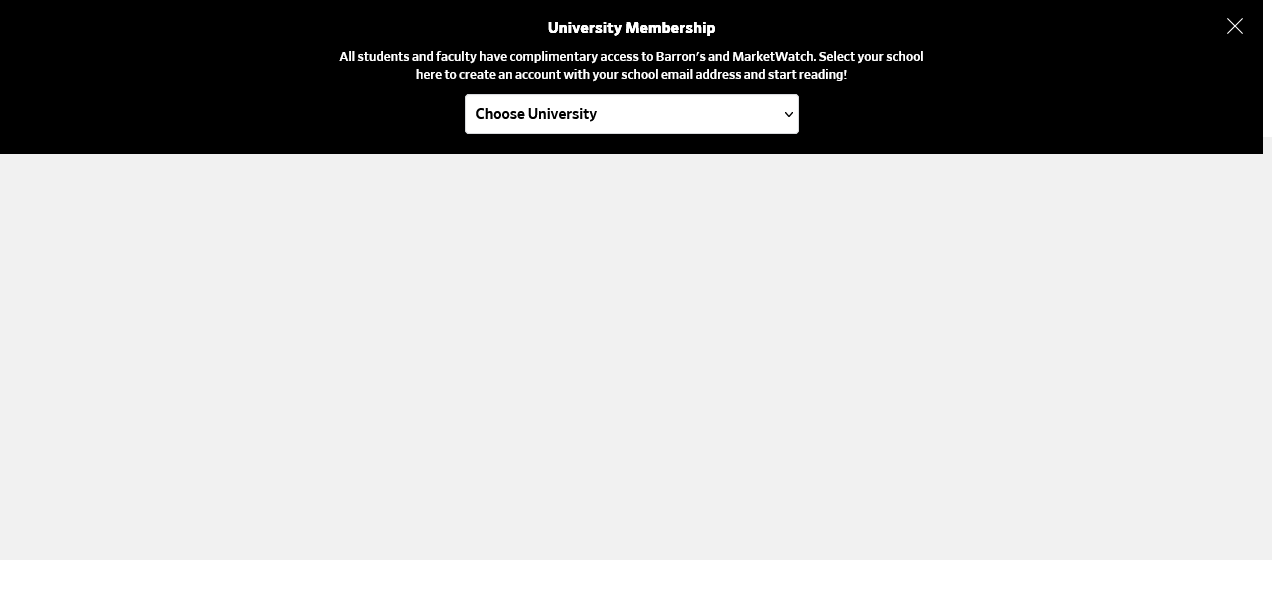 University Membership
All students and faculty have complimentary access to Barron’s and MarketWatch. Select your school
here to create an account with your school email address and start reading!
Choose University